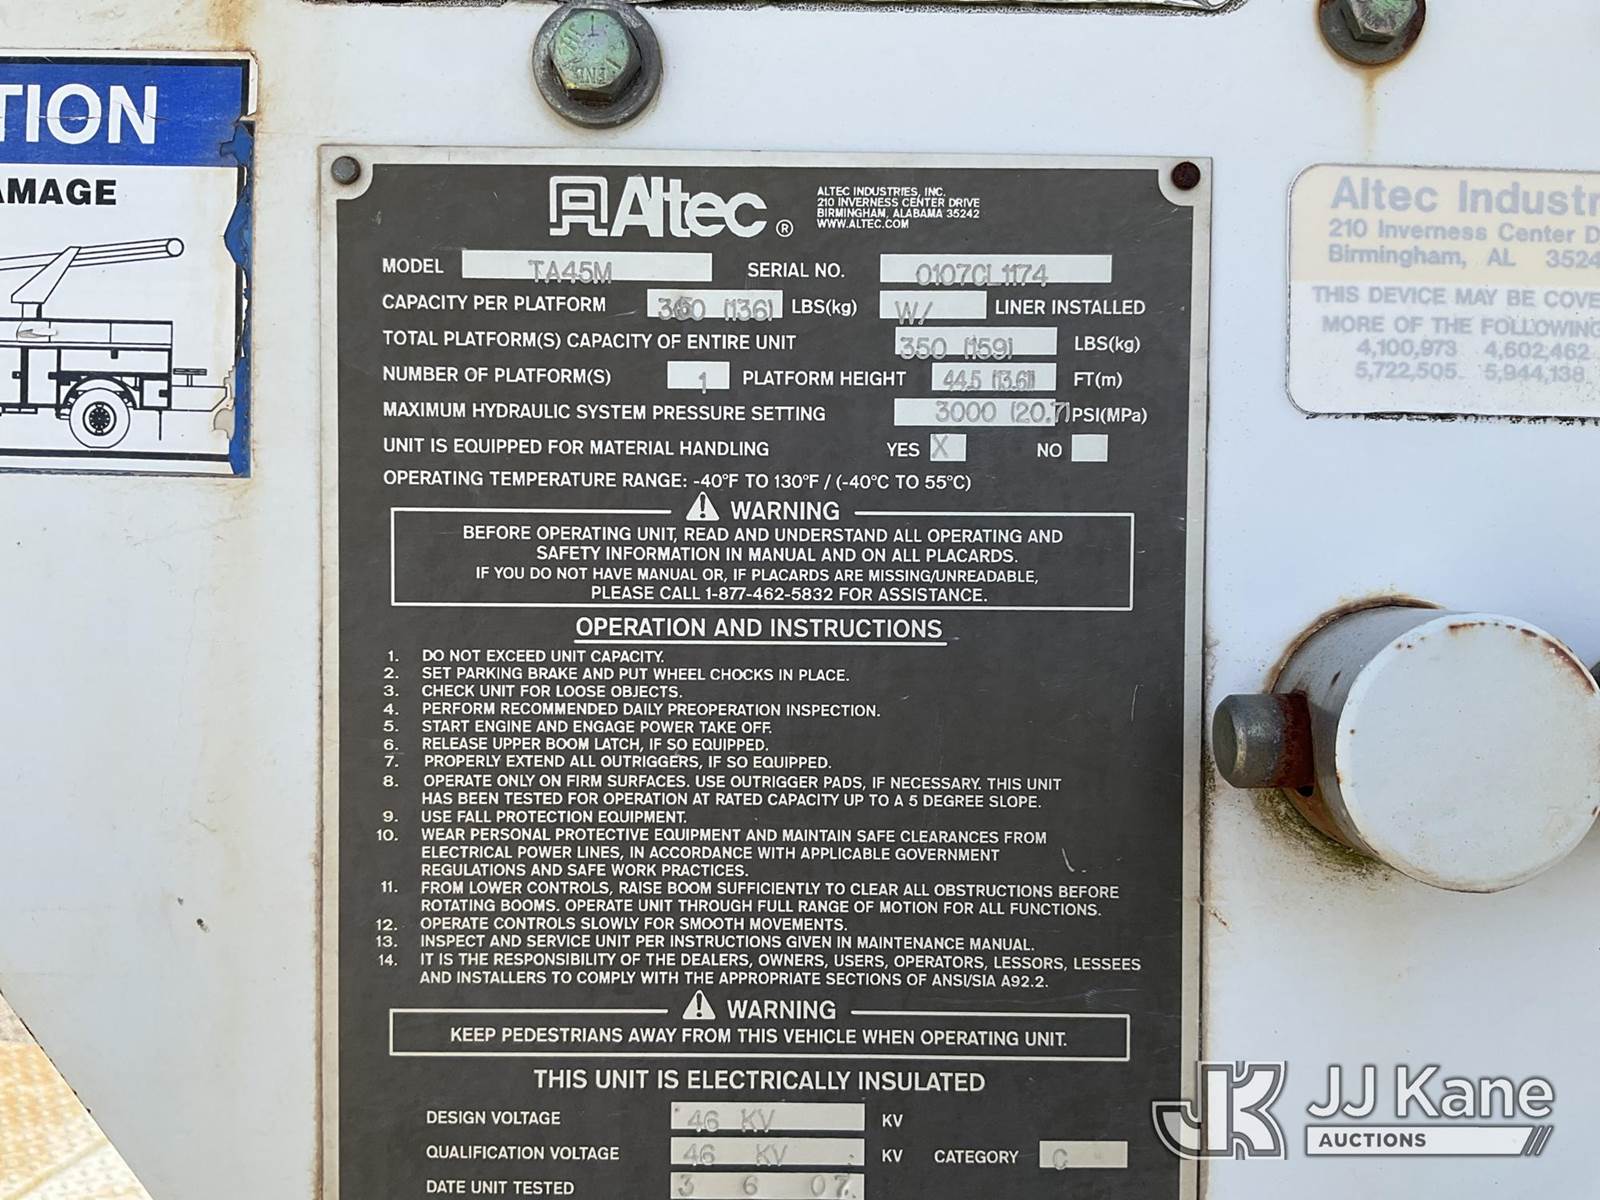 TION
AMAGE
END
Altec®
ALTEC INDUSTRIES, INC.
210 INVERNESS CENTER DRIVE
BIRMINGHAM, ALABAMA 35242
WWW.ALTEC.COM
MODEL TA45M SERIAL NO. 0107CL1174
CAPACITY PER PLATFORM (136) LBS(kg) W/ LINER INSTALLED
TOTAL PLATFORM(S) CAPACITY OF ENTIRE UNIT 350 (159) LBS(kg)
NUMBER OF PLATFORM(S) 1 PLATFORM HEIGHT 44.5 (13.6) FT(m)
MAXIMUM HYDRAULIC SYSTEM PRESSURE SETTING 3000 (20.7) PSI(MPa)
UNIT IS EQUIPPED FOR MATERIAL HANDLING YES X NO
OPERATING TEMPERATURE RANGE: -40°F TO 130°F / (-40°C TO 55°C)
WARNING
BEFORE OPERATING UNIT, READ AND UNDERSTAND ALL OPERATING AND
SAFETY INFORMATION IN MANUAL AND ON ALL PLACARDS.
IF YOU DO NOT HAVE MANUAL OR, IF PLACARDS ARE MISSING/UNREADABLE,
PLEASE CALL 1-877-462-5832 FOR ASSISTANCE.
OPERATION AND INSTRUCTIONS
1. DO NOT EXCEED UNIT CAPACITY.
2. SET PARKING BRAKE AND PUT WHEEL CHOCKS IN PLACE.
3. CHECK UNIT FOR LOOSE OBJECTS.
4. PERFORM RECOMMENDED DAILY PREOPERATION INSPECTION.
5. START ENGINE AND ENGAGE POWER TAKE OFF.
6. RELEASE UPPER BOOM LATCH, IF SO EQUIPPED.
7. PROPERLY EXTEND ALL OUTRIGGERS, IF SO EQUIPPED.
8. OPERATE ONLY ON FIRM SURFACES. USE OUTRIGGER PADS, IF NECESSARY. THIS UNIT
HAS BEEN TESTED FOR OPERATION AT RATED CAPACITY UP TO A 5 DEGREE SLOPE.
9. USE FALL PROTECTION EQUIPMENT.
10. WEAR PERSONAL PROTECTIVE EQUIPMENT AND MAINTAIN SAFE CLEARANCES FROM
ELECTRICAL POWER LINES, IN ACCORDANCE WITH APPLICABLE GOVERNMENT
REGULATIONS AND SAFE WORK PRACTICES.
11. FROM LOWER CONTROLS, RAISE BOOM SUFFICIENTLY TO CLEAR ALL OBSTRUCTIONS BEFORE
ROTATING BOOMS. OPERATE UNIT THROUGH FULL RANGE OF MOTION FOR ALL FUNCTIONS.
12. OPERATE CONTROLS SLOWLY FOR SMOOTH MOVEMENTS.
13. INSPECT AND SERVICE UNIT PER INSTRUCTIONS GIVEN IN MAINTENANCE MANUAL.
14. IT IS THE RESPONSIBILITY OF THE DEALERS, OWNERS, USERS, OPERATORS, LESSORS, LESSEES
AND INSTALLERS TO COMPLY WITH THE APPROPRIATE SECTIONS OF ANSI/SIA A92.2.
WARNING
KEEP PEDESTRIANS AWAY FROM THIS VEHICLE WHEN OPERATING UNIT.
THIS UNIT IS ELECTRICALLY INSULATED
DESIGN VOLTAGE 46 KV KV
QUALIFICATION VOLTAGE 46 KV KV CATEGORY C
DATE UNIT TESTED 3 6 07
Altec Industr
210 Inverness Center D
Birmingham, AL 3524
THIS DEVICE MAY BE COVE
MORE OF THE FOLLOWING
4,100,973 4,602,462
5,722,505 5,944,138
JK JJ Kane
AUCTIONS